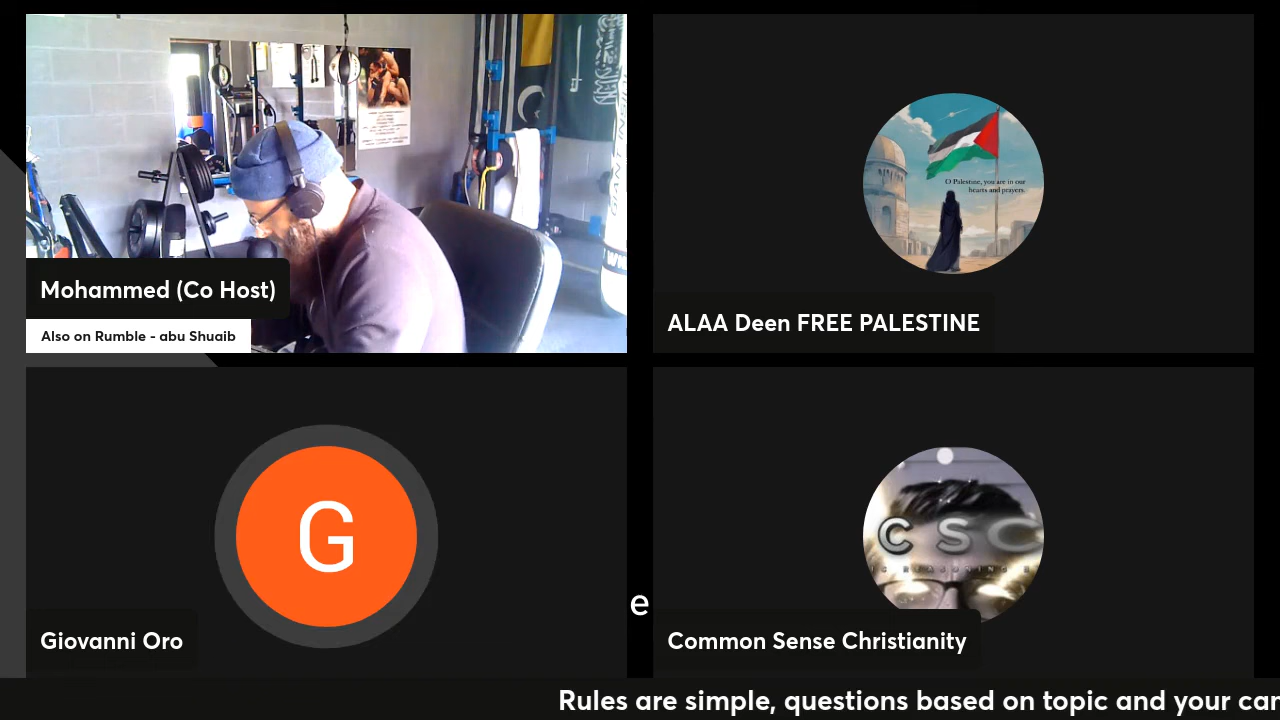 Mohammed (Co Host)
Also on Rumble - abu Shuaib
O Palestine, you are in our
hearts and prayers.
ALAA Deen FREE PALESTINE
G
Giovanni Oro
e
C S C
Common Sense Christianity
Rules are simple, questions based on topic and your car